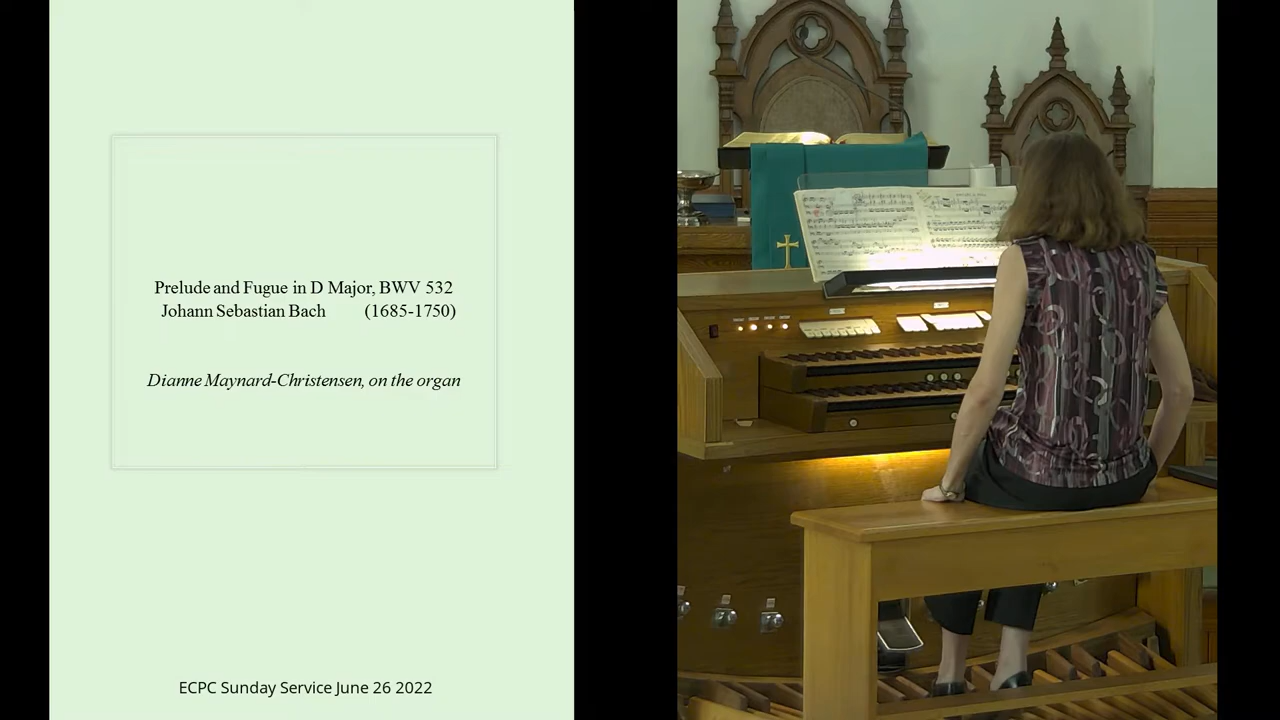 Prelude and Fugue in D Major, BWV 532
Johann Sebastian Bach (1685-1750)
Dianne Maynard-Christensen, on the organ
ECPC Sunday Service June 26 2022